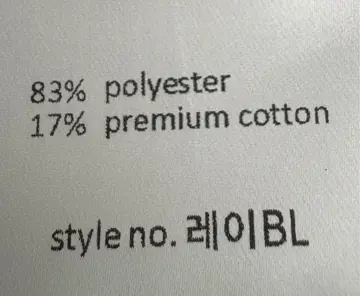 83% polyester
17% premium cotton
style no. 레이BL